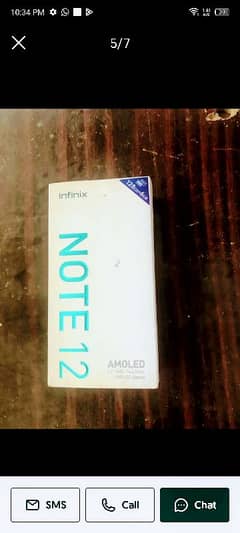 10:34 PM
5/7
infinix
NOTE 12
AMOLED
SMS
Call
Chat